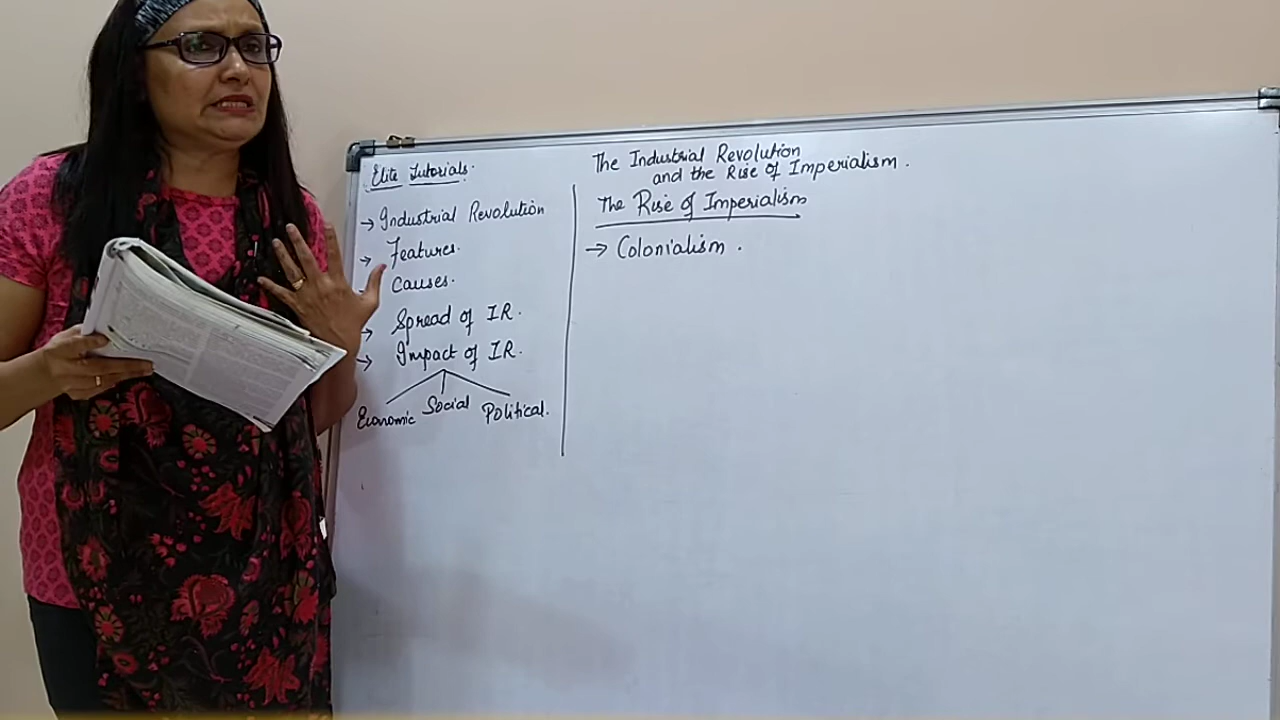 Elite Tutorials.
→ Industrial Revolution
→ Features.
Causes.
→ Spread of IR.
→ Impact of IR.
Economic Social Political.
The Industrial Revolution
and the Rise of Imperialism.
The Rise of Imperialism
→ Colonialism.